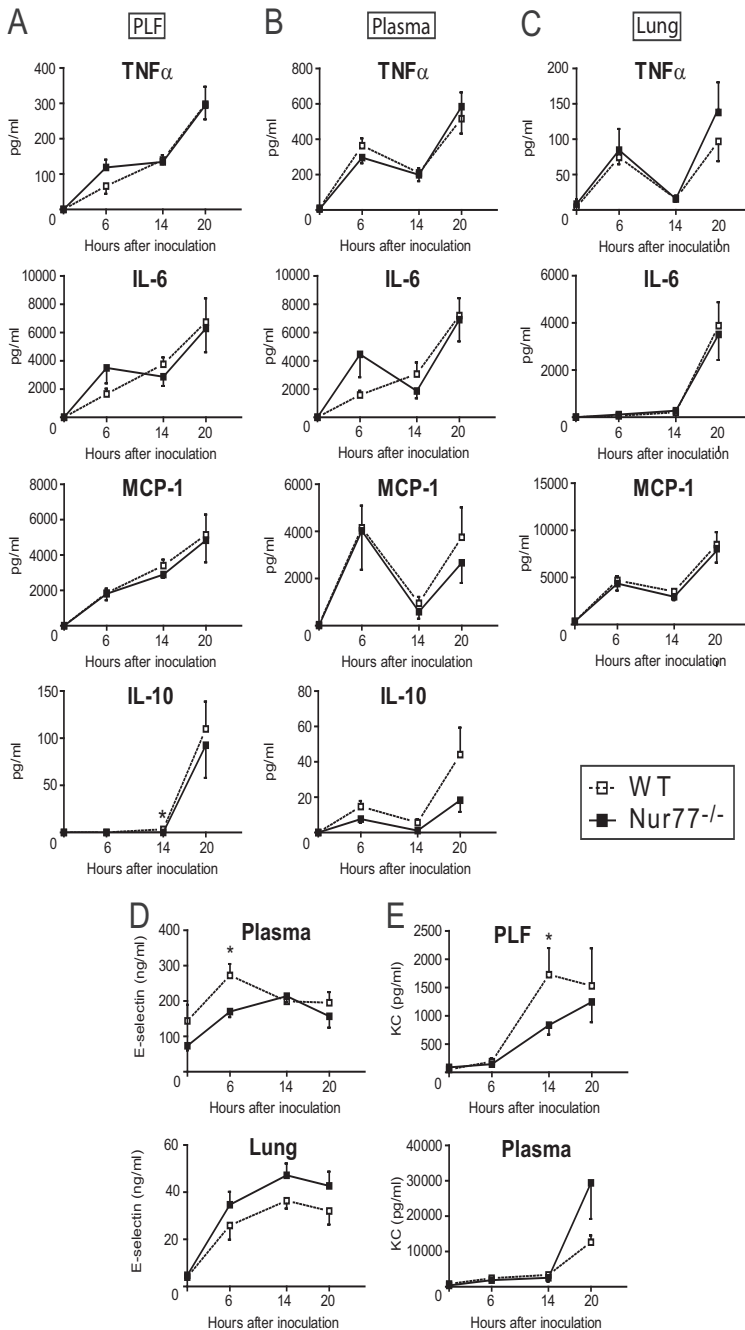 A PLF B Plasma C Lung
TNFα TNFα TNFα
pg/ml
400
300
200
100
0
6 14 20
Hours after inoculation
pg/ml
800
600
400
200
0
6 14 20
Hours after inoculation
pg/ml
200
150
100
50
0
6 14 20
Hours after inoculation
IL-6 IL-6 IL-6
pg/ml
10000
8000
6000
4000
2000
0
6 14 20
Hours after inoculation
pg/ml
10000
8000
6000
4000
2000
0
6 14 20
Hours after inoculation
pg/ml
6000
4000
2000
0
6 14 20
Hours after inoculation
MCP-1 MCP-1 MCP-1
pg/ml
8000
6000
4000
2000
0
6 14 20
Hours after inoculation
pg/ml
6000
4000
2000
0
6 14 20
Hours after inoculation
pg/ml
15000
10000
5000
0
6 14 20
Hours after inoculation
IL-10 IL-10
pg/ml
150
100
50
0
*
6 14 20
Hours after inoculation
pg/ml
80
60
40
20
0
6 14 20
Hours after inoculation
WT
Nur77-/-
D Plasma
E-selectin (ng/ml)
400
300
200
100
0
*
6 14 20
Hours after inoculation
E PLF
KC (pg/ml)
2500
2000
1500
1000
500
0
*
6 14 20
Hours after inoculation
Lung
E-selectin (ng/ml)
60
40
20
0
6 14 20
Hours after inoculation
Plasma
KC (pg/ml)
40000
30000
20000
10000
0
6 14 20
Hours after inoculation